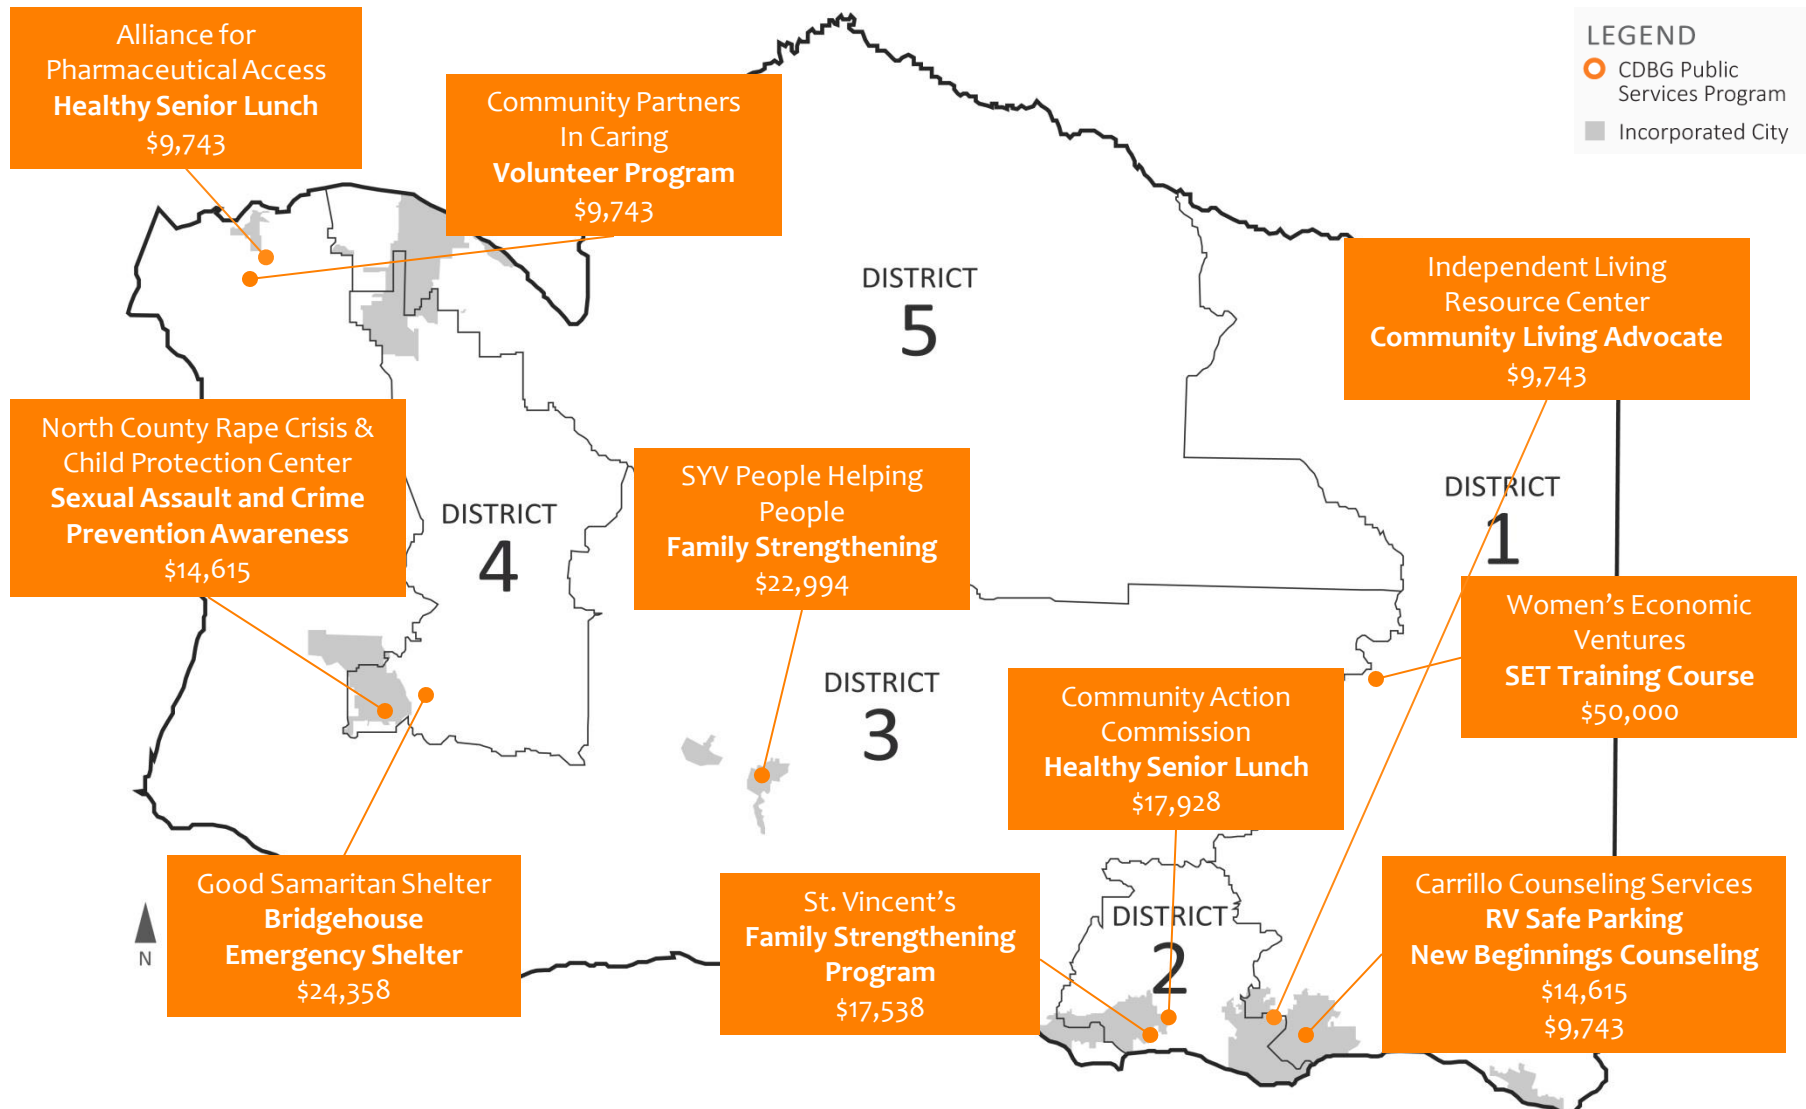 Alliance for
Pharmaceutical Access
Healthy Senior Lunch
$9,743
Community Partners
In Caring
Volunteer Program
$9,743
LEGEND
CDBG Public
Services Program
Incorporated City
DISTRICT
5
Independent Living
Resource Center
Community Living Advocate
$9,743
North County Rape Crisis &
Child Protection Center
Sexual Assault and Crime
Prevention Awareness
$14,615
DISTRICT
4
SYV People Helping
People
Family Strengthening
$22,994
DISTRICT
1
Women's Economic
Ventures
SET Training Course
$50,000
DISTRICT
3
Community Action
Commission
Healthy Senior Lunch
$17,928
Good Samaritan Shelter
Bridgehouse
Emergency Shelter
$24,358
N
St. Vincent's
Family Strengthening
Program
$17,538
DISTRICT
2
Carrillo Counseling Services
RV Safe Parking
New Beginnings Counseling
$14,615
$9,743